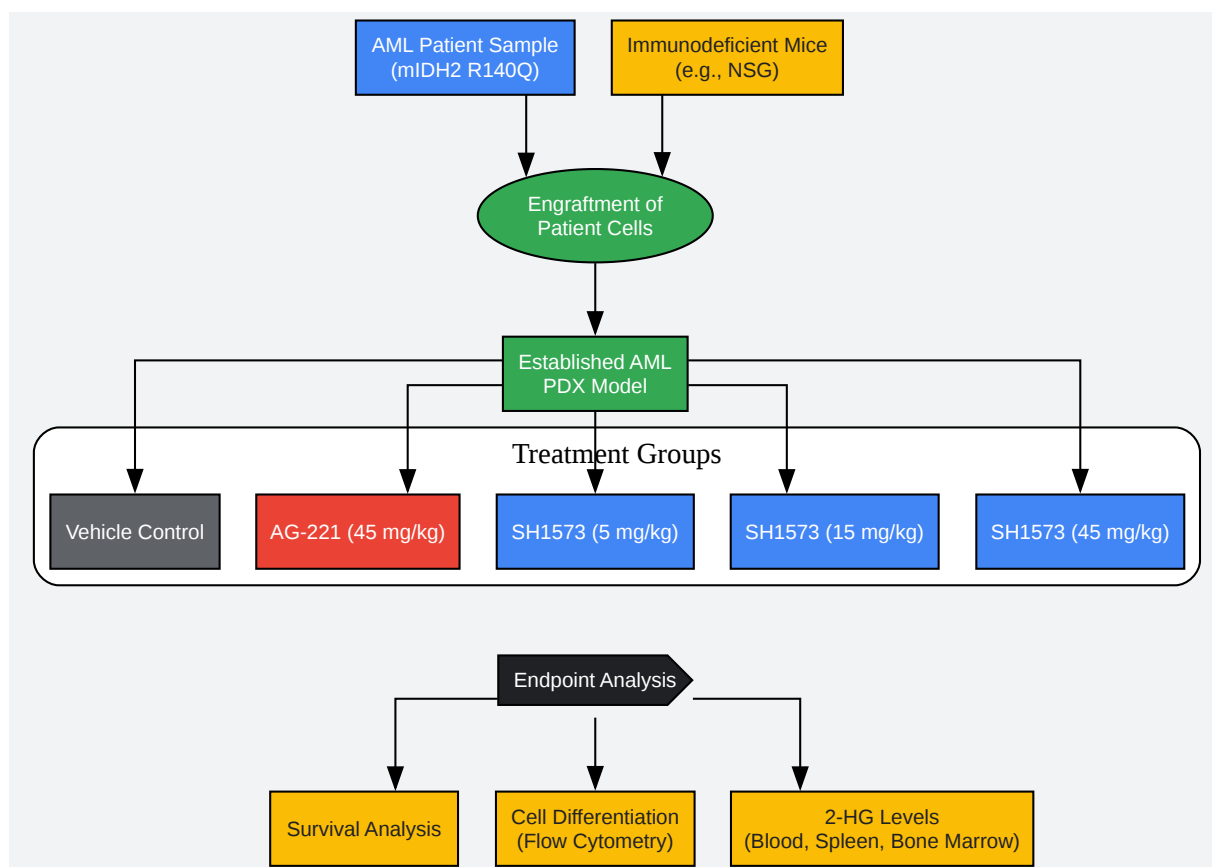 AML Patient Sample
(mIDH2 R140Q)
Immunodeficient Mice
(e.g., NSG)
Engraftment of
Patient Cells
Established AML
PDX Model
Treatment Groups
Vehicle Control
AG-221 (45 mg/kg)
SH1573 (5 mg/kg)
SH1573 (15 mg/kg)
SH1573 (45 mg/kg)
Endpoint Analysis
Survival Analysis
Cell Differentiation
(Flow Cytometry)
2-HG Levels
(Blood, Spleen, Bone Marrow)